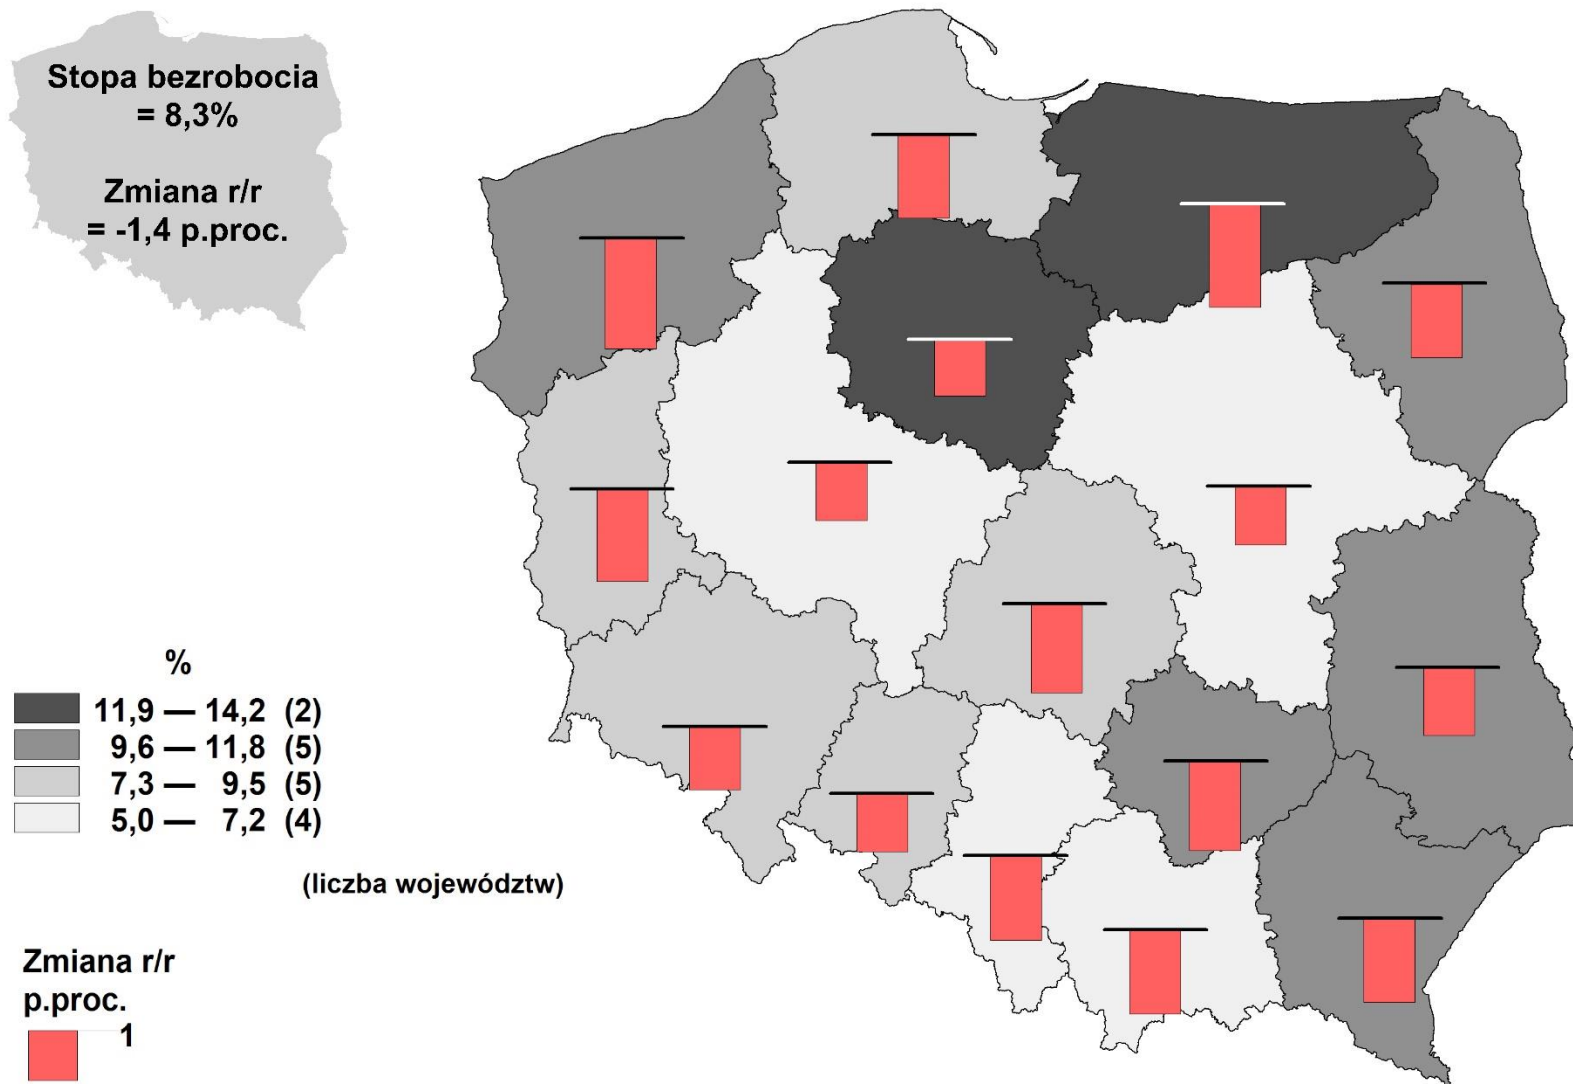 Stopa bezrobocia
= 8,3%
Zmiana r/r
= -1,4 p.proc.
%
11,9 — 14,2 (2)
9,6 — 11,8 (5)
7,3 — 9,5 (5)
5,0 — 7,2 (4)
(liczba województw)
Zmiana r/r
p.proc.
1